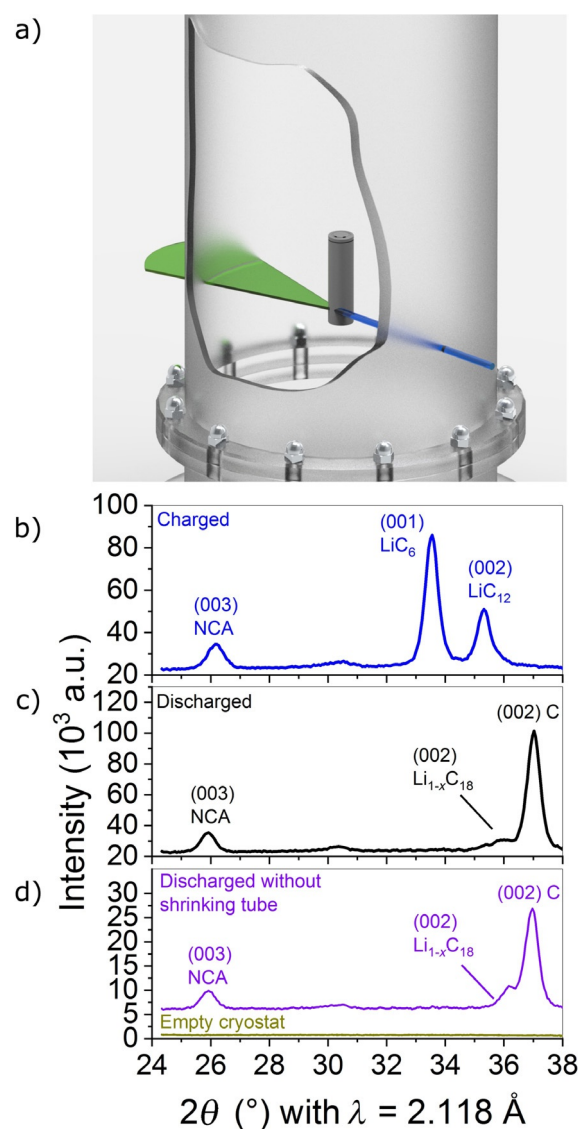 a)
b)
Charged
(003)
NCA
(001)
LiC₆
(002)
LiC₁₂
100
80
60
40
20
c)
Discharged
(003)
NCA
(002)
Li₁₋ₓC₁₈
(002) C
120
100
80
60
40
20
d)
Discharged without
shrinking tube
(003)
NCA
(002)
Li₁₋ₓC₁₈
(002) C
Empty cryostat
35
30
25
20
15
10
5
0
Intensity (10³ a.u.)
24 26 28 30 32 34 36 38
2θ (°) with λ = 2.118 Å